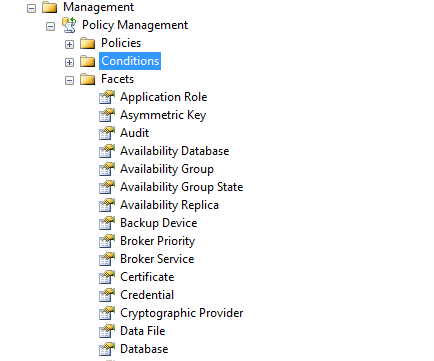 Management
Policy Management
Policies
Conditions
Facets
Application Role
Asymmetric Key
Audit
Availability Database
Availability Group
Availability Group State
Availability Replica
Backup Device
Broker Priority
Broker Service
Certificate
Credential
Cryptographic Provider
Data File
Database